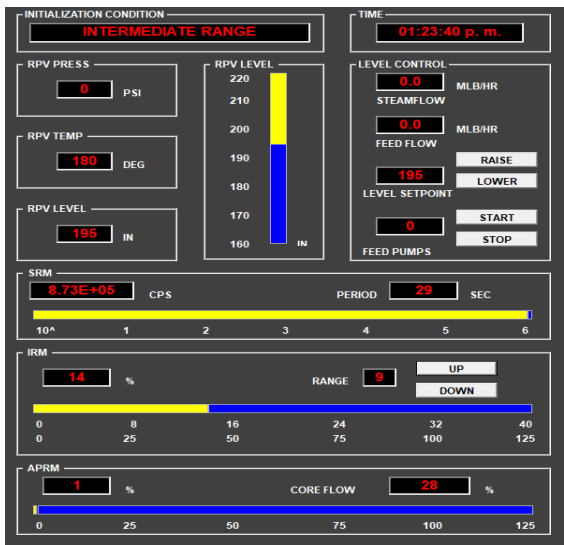 INITIALIZATION CONDITION
INTERMEDIATE RANGE
TIME
01:23:40 p. m.
RPV PRESS
0 PSI
RPV TEMP
180 DEG
RPV LEVEL
195 IN
RPV LEVEL
220
210
200
190
180
170
160 IN
LEVEL CONTROL
0.0 MLB/HR
STEAMFLOW
0.0 MLB/HR
FEED FLOW
195
LEVEL SETPOINT
RAISE
LOWER
0
FEED PUMPS
START
STOP
SRM
8.73E+05 CPS PERIOD 29 SEC
10^ 1 2 3 4 5 6
IRM
14 % RANGE 9
UP
DOWN
0 8 16 24 32 40
0 25 50 75 100 125
APRM
1 % CORE FLOW 28 %
0 25 50 75 100 125